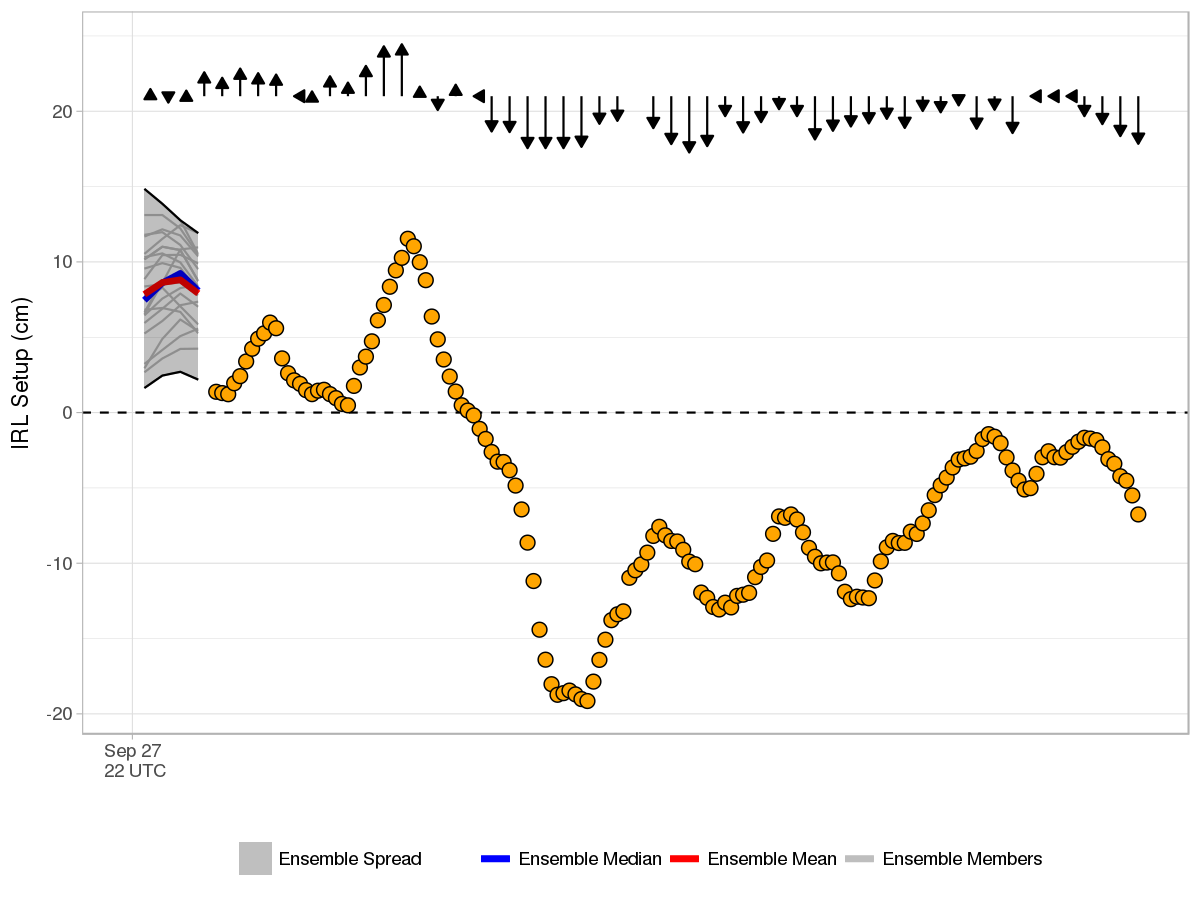 IRL Setup (cm)
20
10
0
-10
-20
Sep 27
22 UTC
Ensemble Spread
Ensemble Median
Ensemble Mean
Ensemble Members